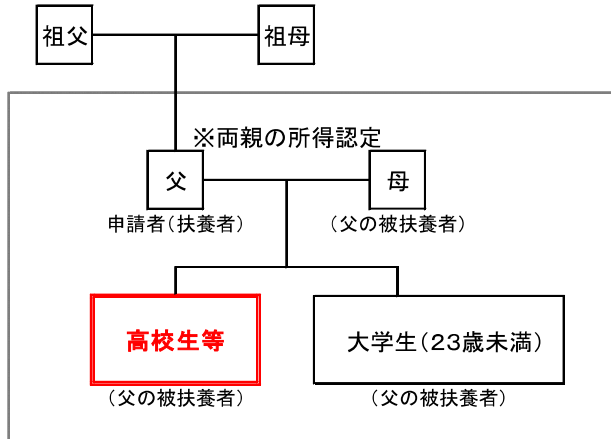 祖父
祖母
※両親の所得認定
父
母
申請者(扶養者)
(父の被扶養者)
高校生等
大学生(23歳未満)
(父の被扶養者)
(父の被扶養者)